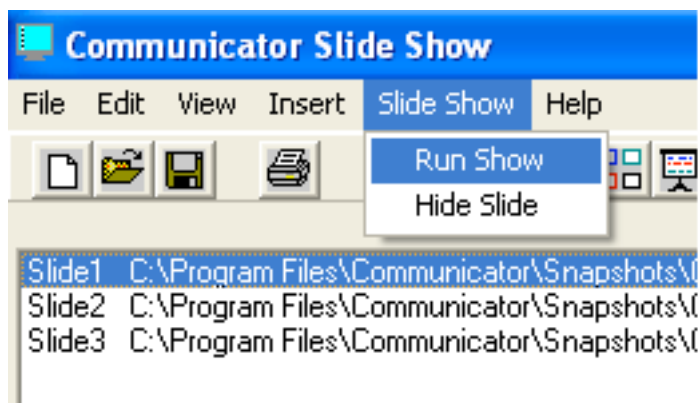 Communicator Slide Show
File Edit View Insert Slide Show Help
Run Show
Hide Slide
Slide1 C:\Program Files\Communicator\Snapshots\
Slide2 C:\Program Files\Communicator\Snapshots\
Slide3 C:\Program Files\Communicator\Snapshots\